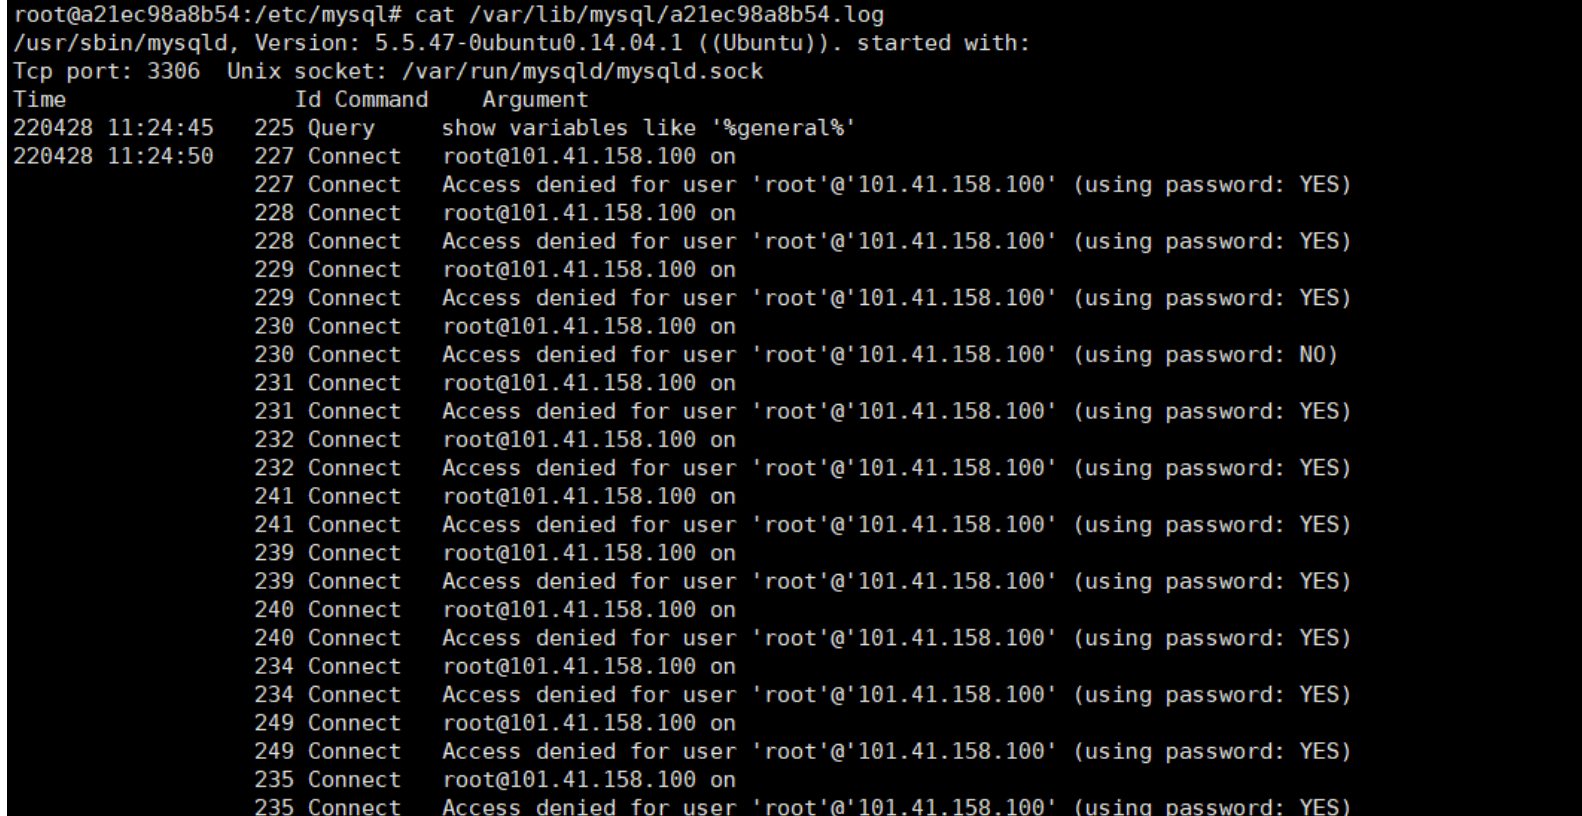 root@a21ec98a8b54:/etc/mysql# cat /var/lib/mysql/a21ec98a8b54.log
/usr/sbin/mysqld, Version: 5.5.47-0ubuntu0.14.04.1 ((Ubuntu)). started with:
Tcp port: 3306  Unix socket: /var/run/mysqld/mysqld.sock
Time                 Id Command    Argument
220428 11:24:45   225 Query     show variables like '%general%'
220428 11:24:50   227 Connect   root@101.41.158.100 on
                  227 Connect   Access denied for user 'root'@'101.41.158.100' (using password: YES)
                  228 Connect   root@101.41.158.100 on
                  228 Connect   Access denied for user 'root'@'101.41.158.100' (using password: YES)
                  229 Connect   root@101.41.158.100 on
                  229 Connect   Access denied for user 'root'@'101.41.158.100' (using password: YES)
                  230 Connect   root@101.41.158.100 on
                  230 Connect   Access denied for user 'root'@'101.41.158.100' (using password: NO)
                  231 Connect   root@101.41.158.100 on
                  231 Connect   Access denied for user 'root'@'101.41.158.100' (using password: YES)
                  232 Connect   root@101.41.158.100 on
                  232 Connect   Access denied for user 'root'@'101.41.158.100' (using password: YES)
                  241 Connect   root@101.41.158.100 on
                  241 Connect   Access denied for user 'root'@'101.41.158.100' (using password: YES)
                  239 Connect   root@101.41.158.100 on
                  239 Connect   Access denied for user 'root'@'101.41.158.100' (using password: YES)
                  240 Connect   root@101.41.158.100 on
                  240 Connect   Access denied for user 'root'@'101.41.158.100' (using password: YES)
                  234 Connect   root@101.41.158.100 on
                  234 Connect   Access denied for user 'root'@'101.41.158.100' (using password: YES)
                  249 Connect   root@101.41.158.100 on
                  249 Connect   Access denied for user 'root'@'101.41.158.100' (using password: YES)
                  235 Connect   root@101.41.158.100 on
                  235 Connect   Access denied for user 'root'@'101.41.158.100' (using password: YES)